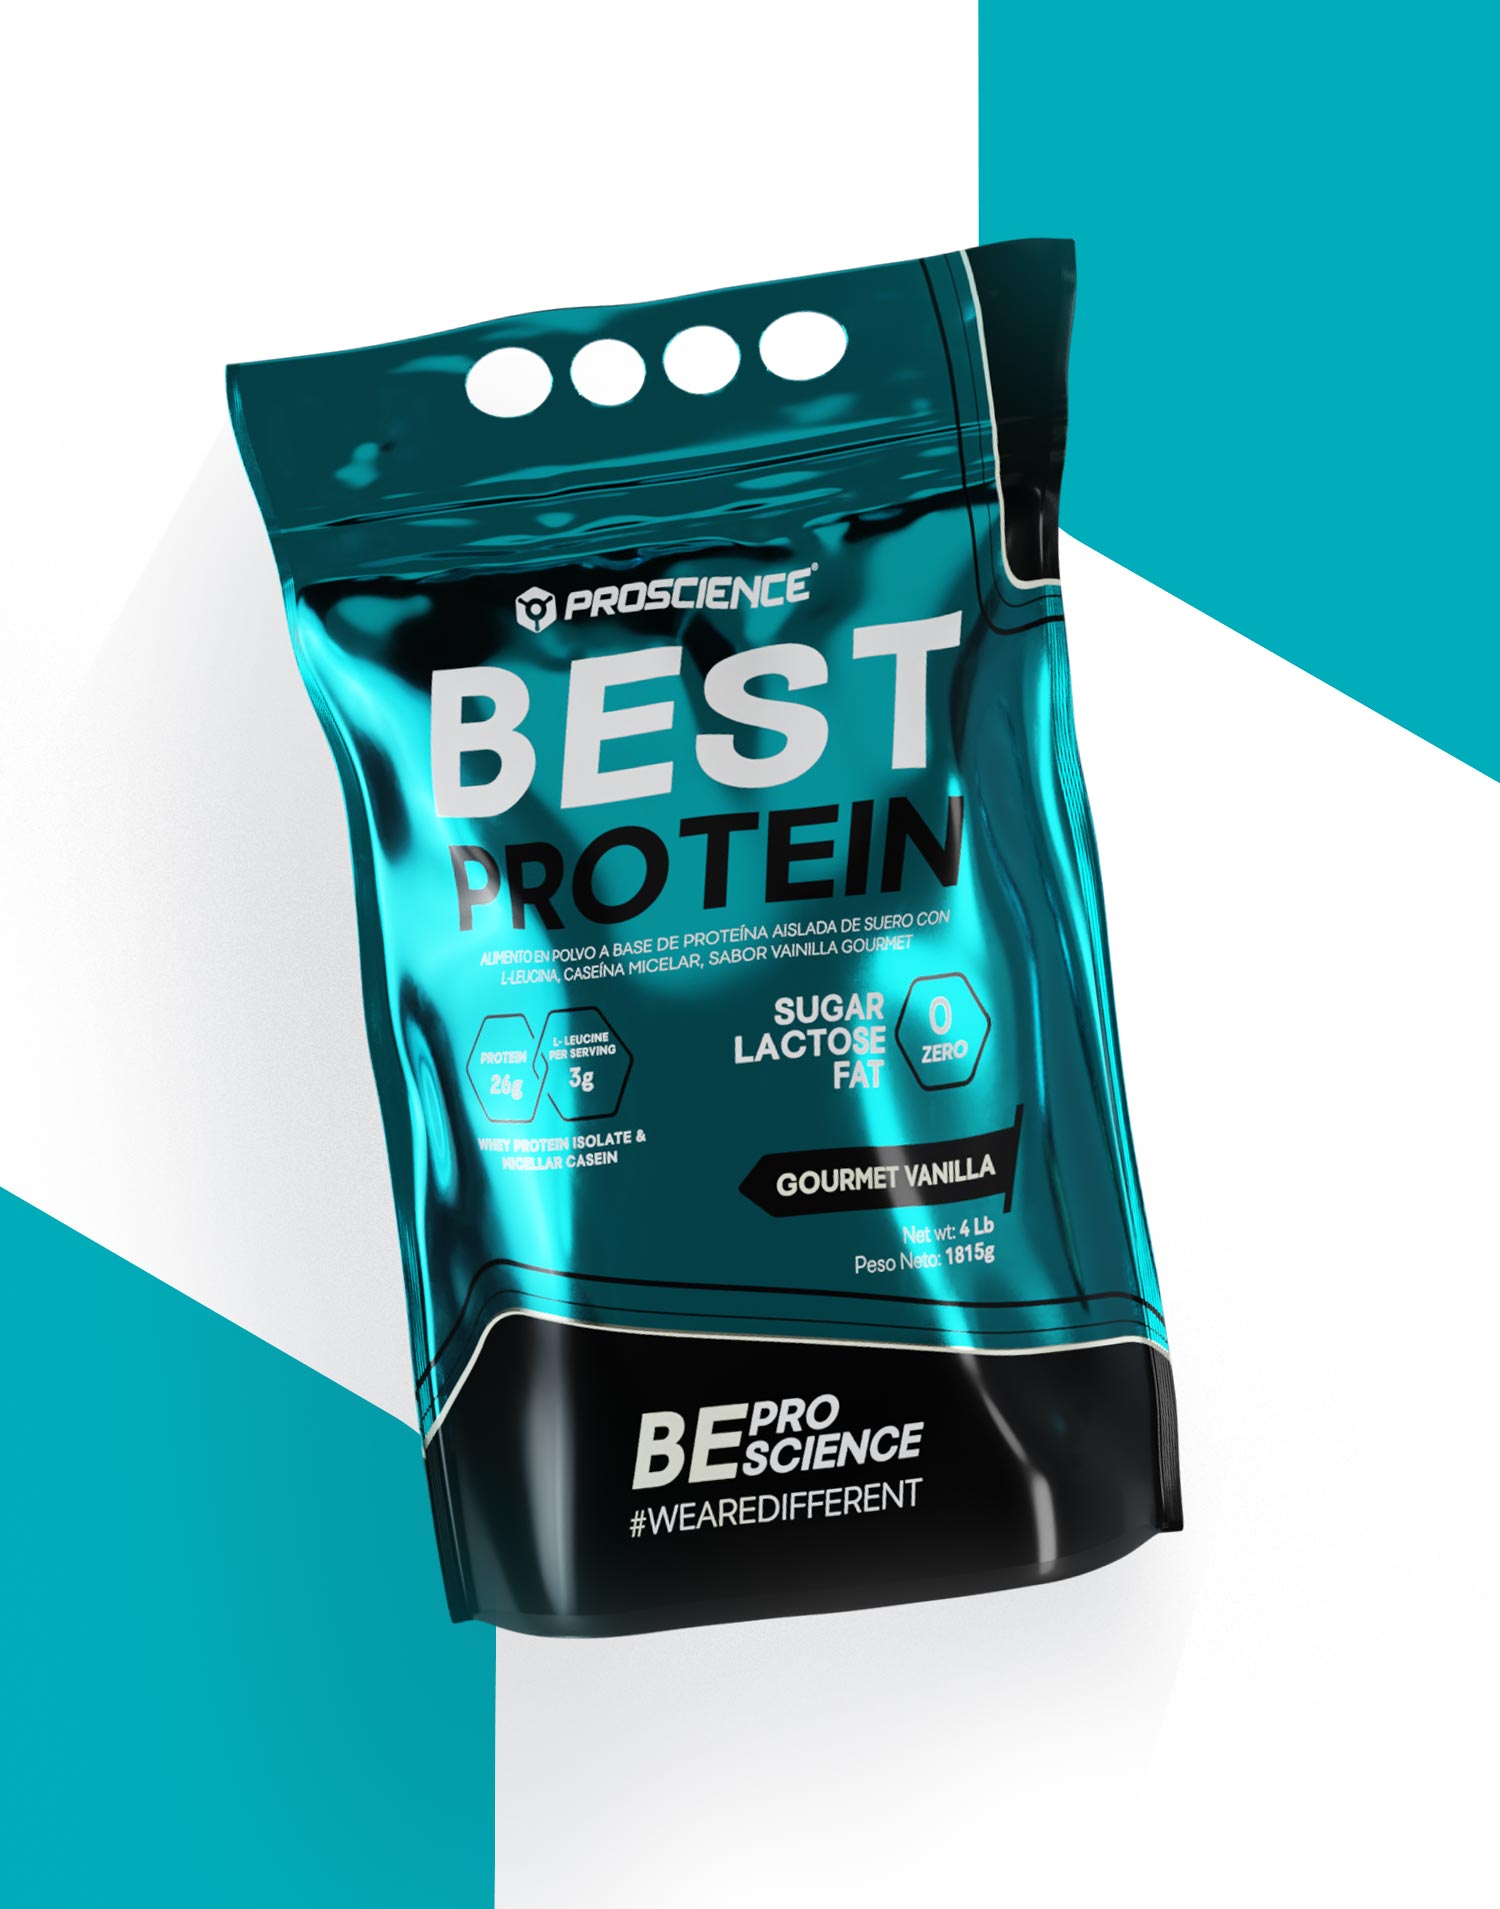 PROSCIENCE®
BEST
PROTEIN
ALIMENTO EN POLVO A BASE DE PROTEÍNA AISLADA DE SUERO CON
L-LEUCINA, CASEÍNA MICELAR, SABOR VAINILLA GOURMET
PROTEIN
26g
L- LEUCINE
PER SERVING
3g
WHEY PROTEIN ISOLATE &
MICELLAR CASEIN
SUGAR
LACTOSE
FAT
0
ZERO
GOURMET VANILLA
Net wt: 4 Lb
Peso Neto: 1815g
BE PRO
SCIENCE
#WEAREDIFFERENT